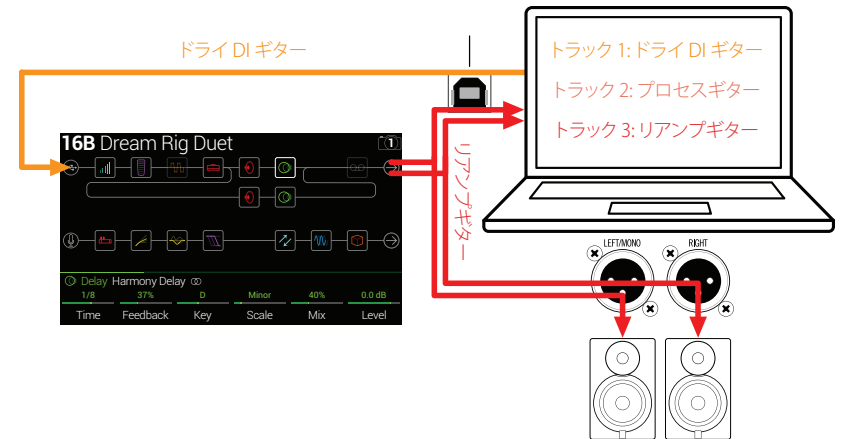 ドライ DI ギター
トラック 1: ドライ DI ギター
トラック 2: プロセスギター
トラック 3: リアンプギター
リアンプギター
16B Dream Rig Duet
1
Delay Harmony Delay
1/8 37% D Minor 40% 0.0 dB
Time Feedback Key Scale Mix Level
LEFT/MONO RIGHT